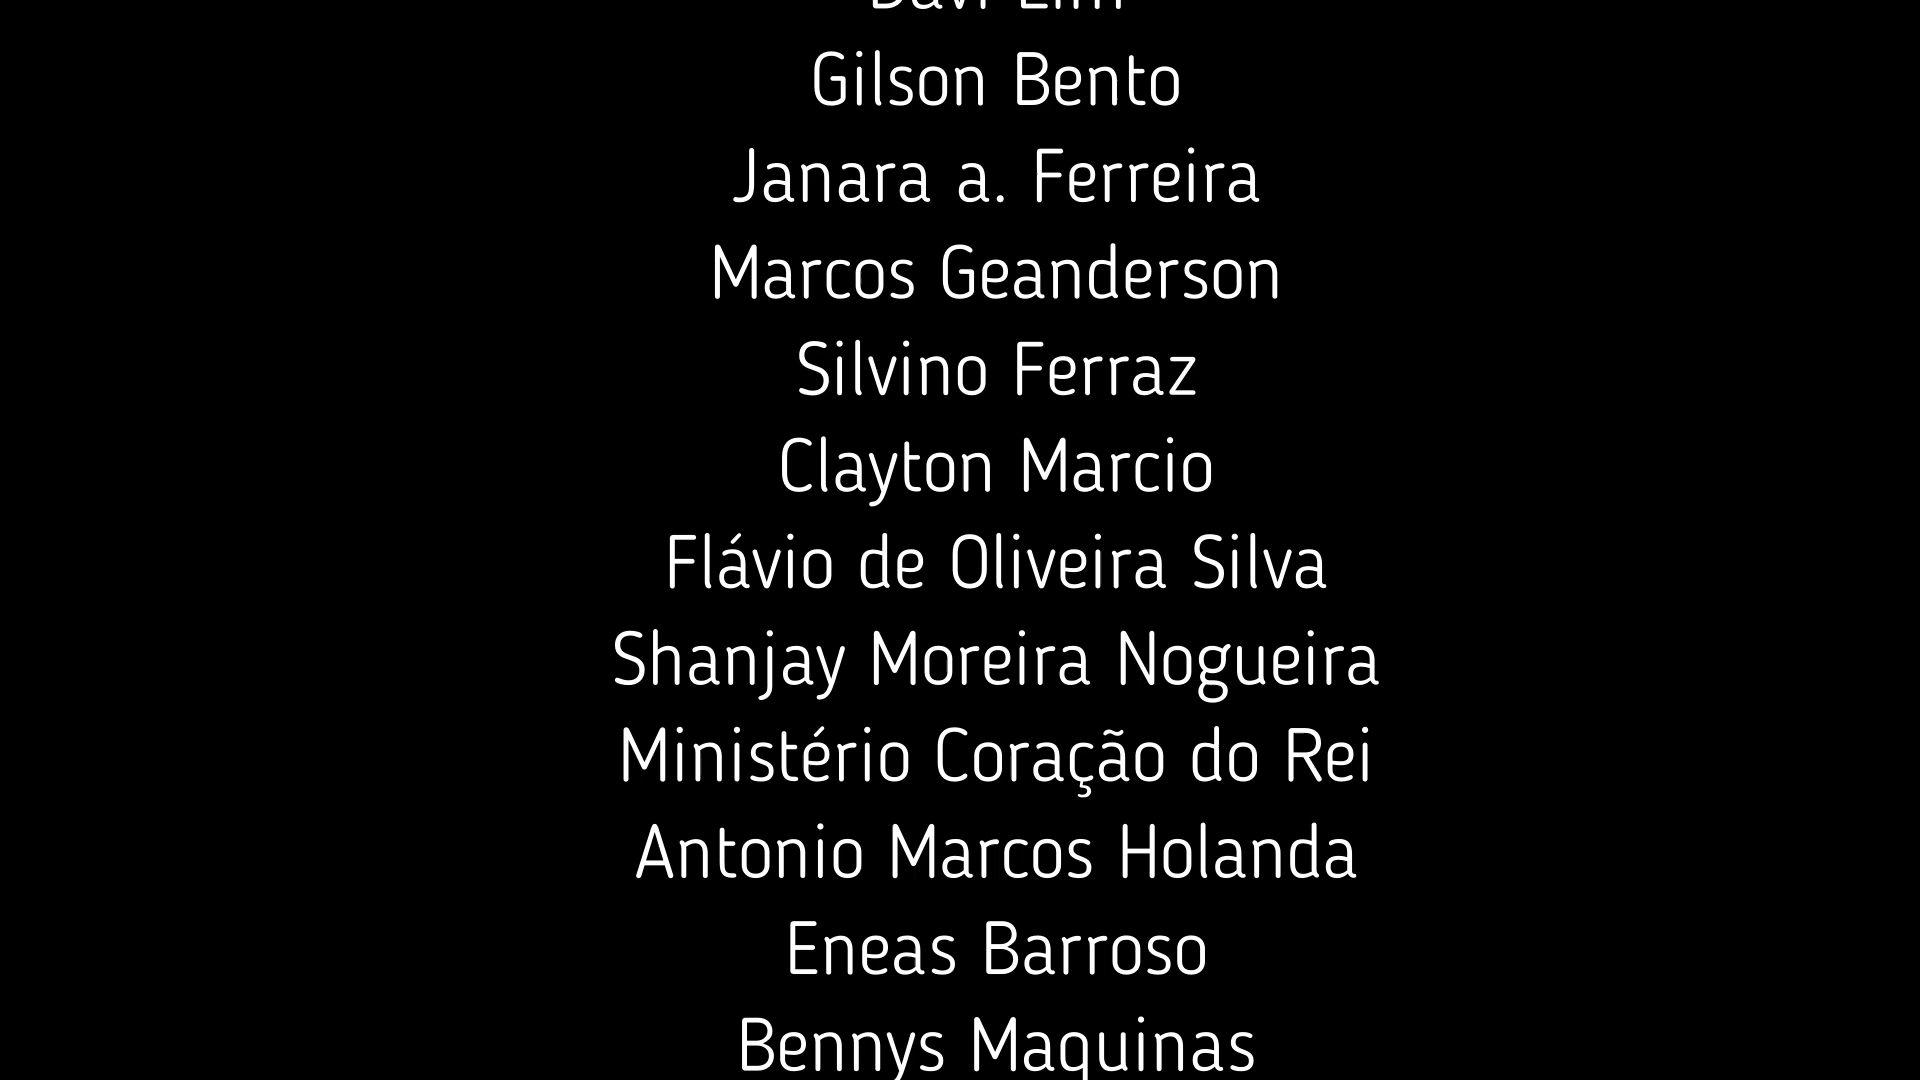 Gilson Bento
Janara a. Ferreira
Marcos Geanderson
Silvino Ferraz
Clayton Marcio
Flávio de Oliveira Silva
Shanjay Moreira Nogueira
Ministério Coração do Rei
Antonio Marcos Holanda
Eneas Barroso
Bennys Maquinas